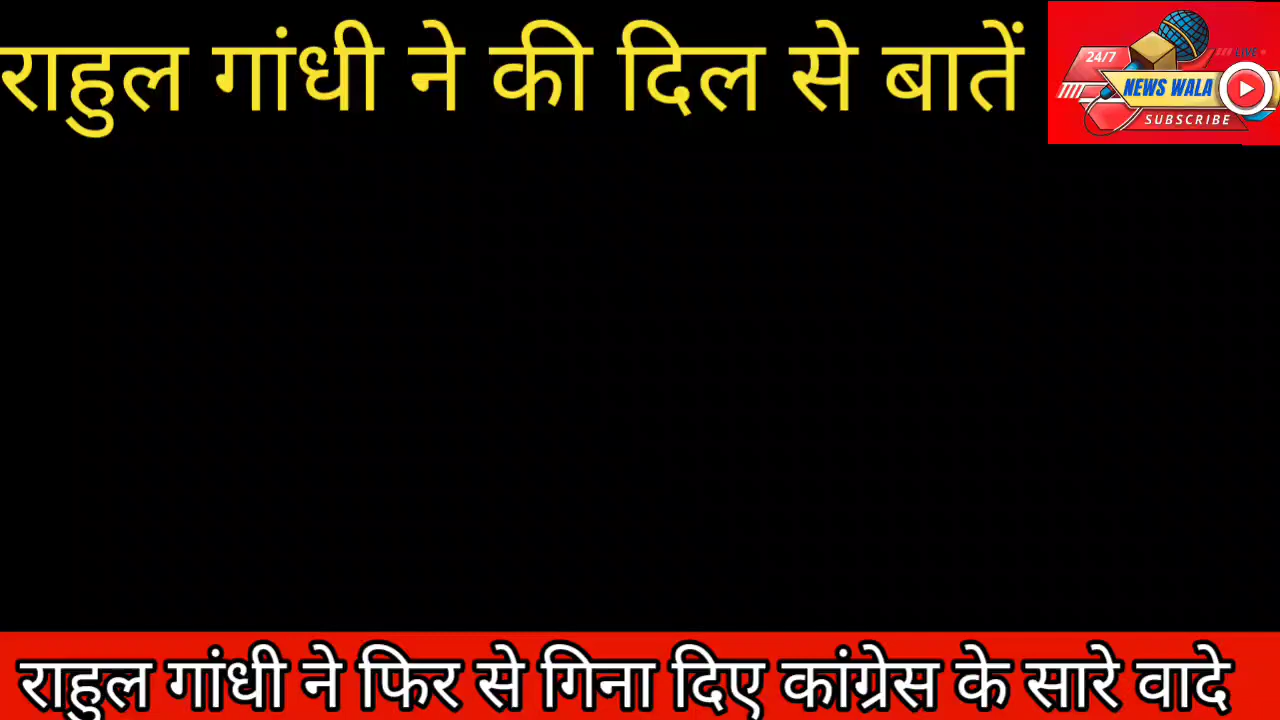 राहुल गांधी ने की दिल से बातें
24/7
LIVE
NEWS WALA
SUBSCRIBE
राहुल गांधी ने फिर से गिना दिए कांग्रेस के सारे वादे